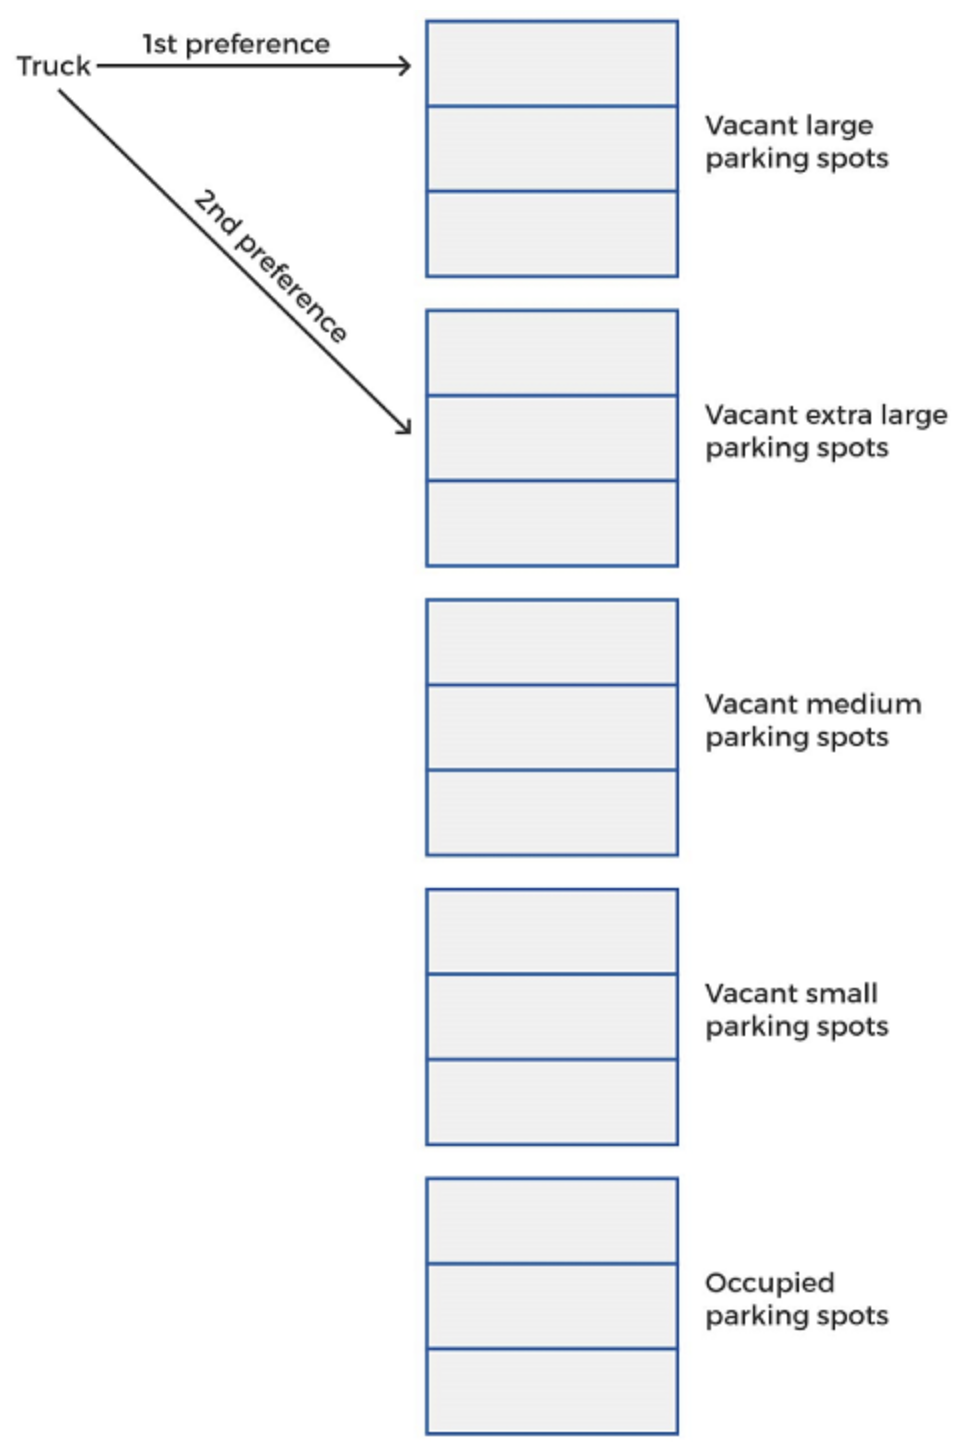 1st preference
Truck
2nd preference
Vacant large
parking spots
Vacant extra large
parking spots
Vacant medium
parking spots
Vacant small
parking spots
Occupied
parking spots